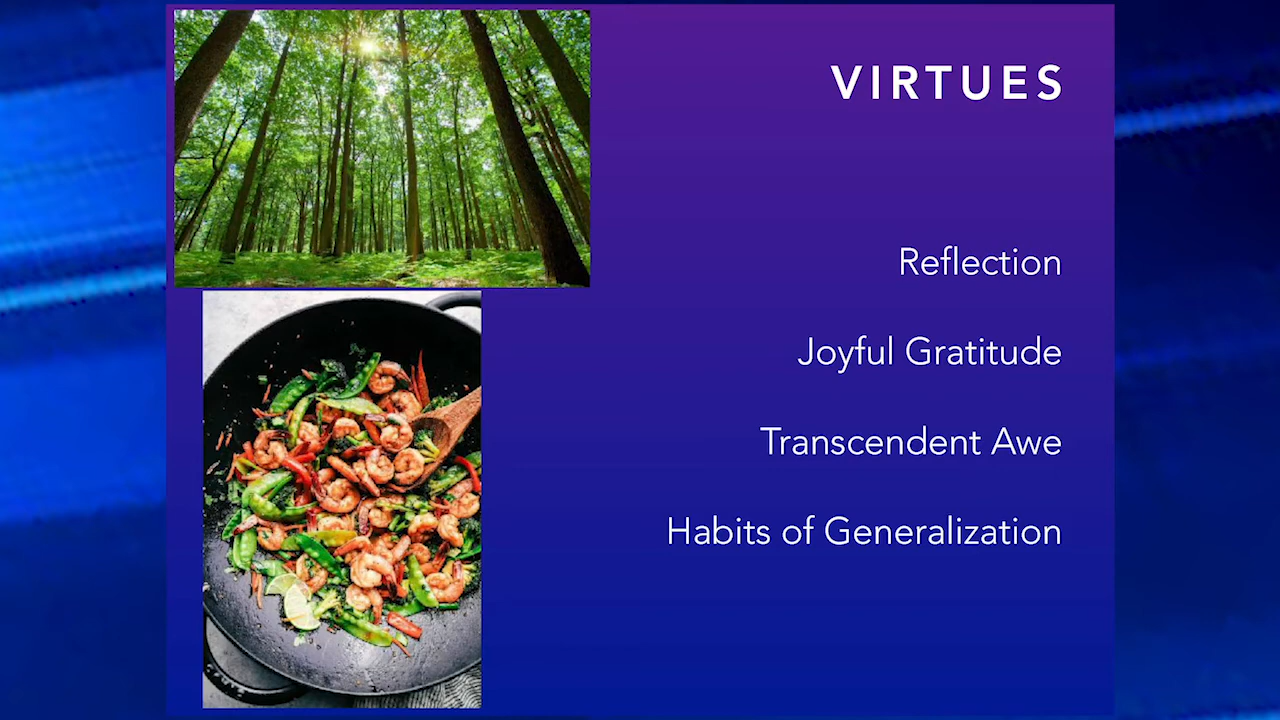 VIRTUES
Reflection
Joyful Gratitude
Transcendent Awe
Habits of Generalization